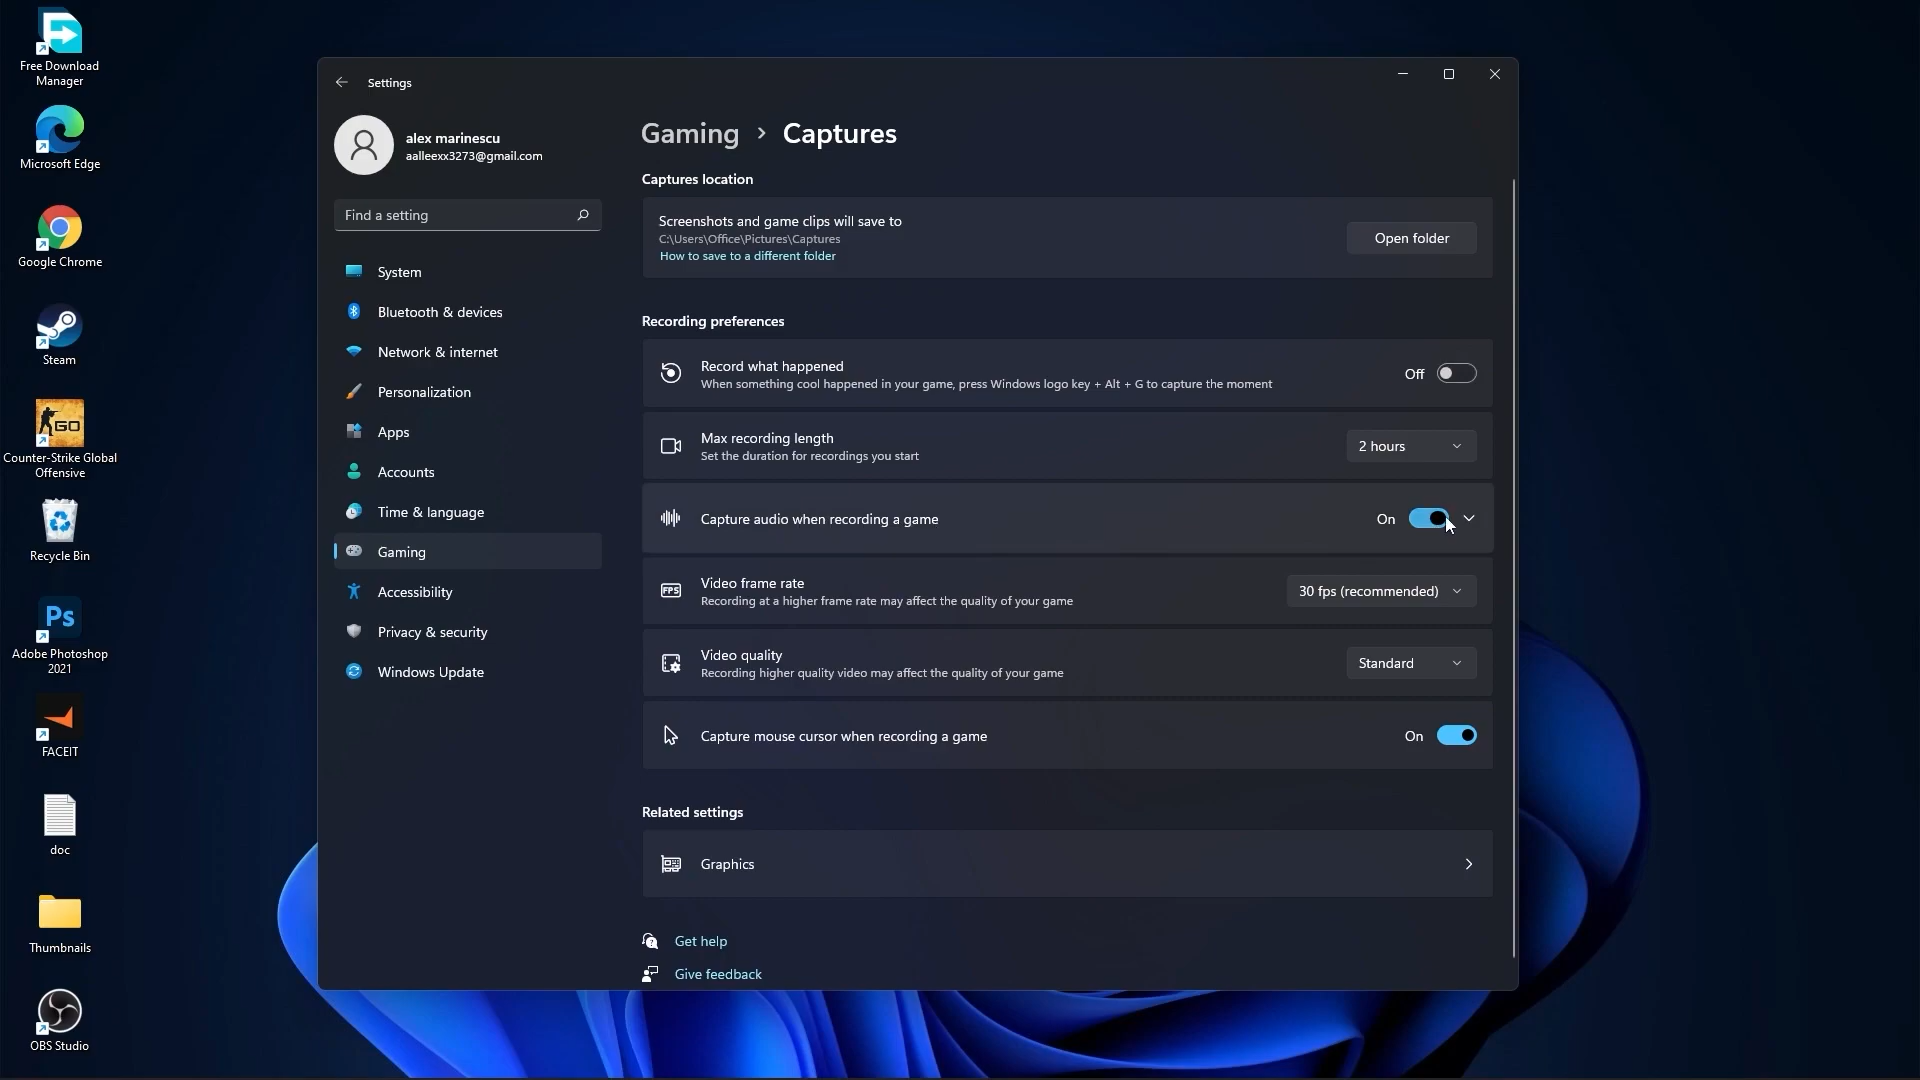 Free Download
Manager
Microsoft Edge
Google Chrome
Steam
GO
Counter-Strike Global
Offensive
Recycle Bin
Ps
Adobe Photoshop
2021
FACEIT
doc
Thumbnails
OBS Studio
Settings
alex marinescu
aalleexx3273@gmail.com
Find a setting
System
Bluetooth & devices
Network & internet
Personalization
Apps
Accounts
Time & language
Gaming
Accessibility
Privacy & security
Windows Update
Gaming > Captures
Captures location
Screenshots and game clips will save to
C:\Users\Office\Pictures\Captures
How to save to a different folder
Open folder
Recording preferences
Record what happened
When something cool happened in your game, press Windows logo key + Alt + G to capture the moment
Off
Max recording length
Set the duration for recordings you start
2 hours
Capture audio when recording a game
On
FPS
Video frame rate
Recording at a higher frame rate may affect the quality of your game
30 fps (recommended)
Video quality
Recording higher quality video may affect the quality of your game
Standard
Capture mouse cursor when recording a game
On
Related settings
Graphics
Get help
Give feedback